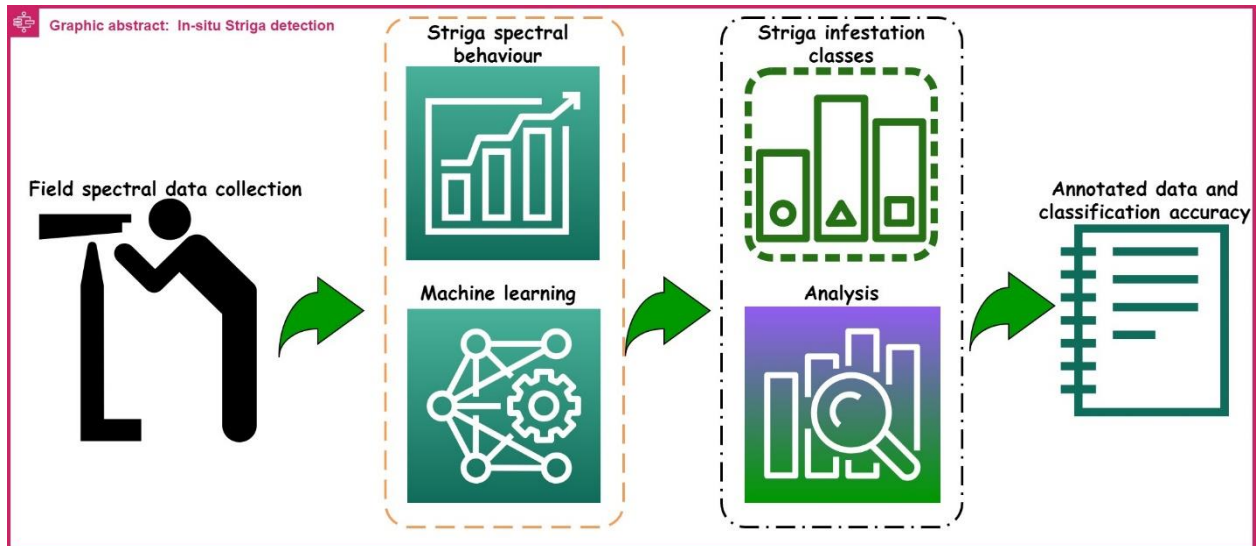 Graphic abstract: In-situ Striga detection
Field spectral data collection
Striga spectral
behaviour
Machine learning
Striga infestation
classes
Analysis
Annotated data and
classification accuracy